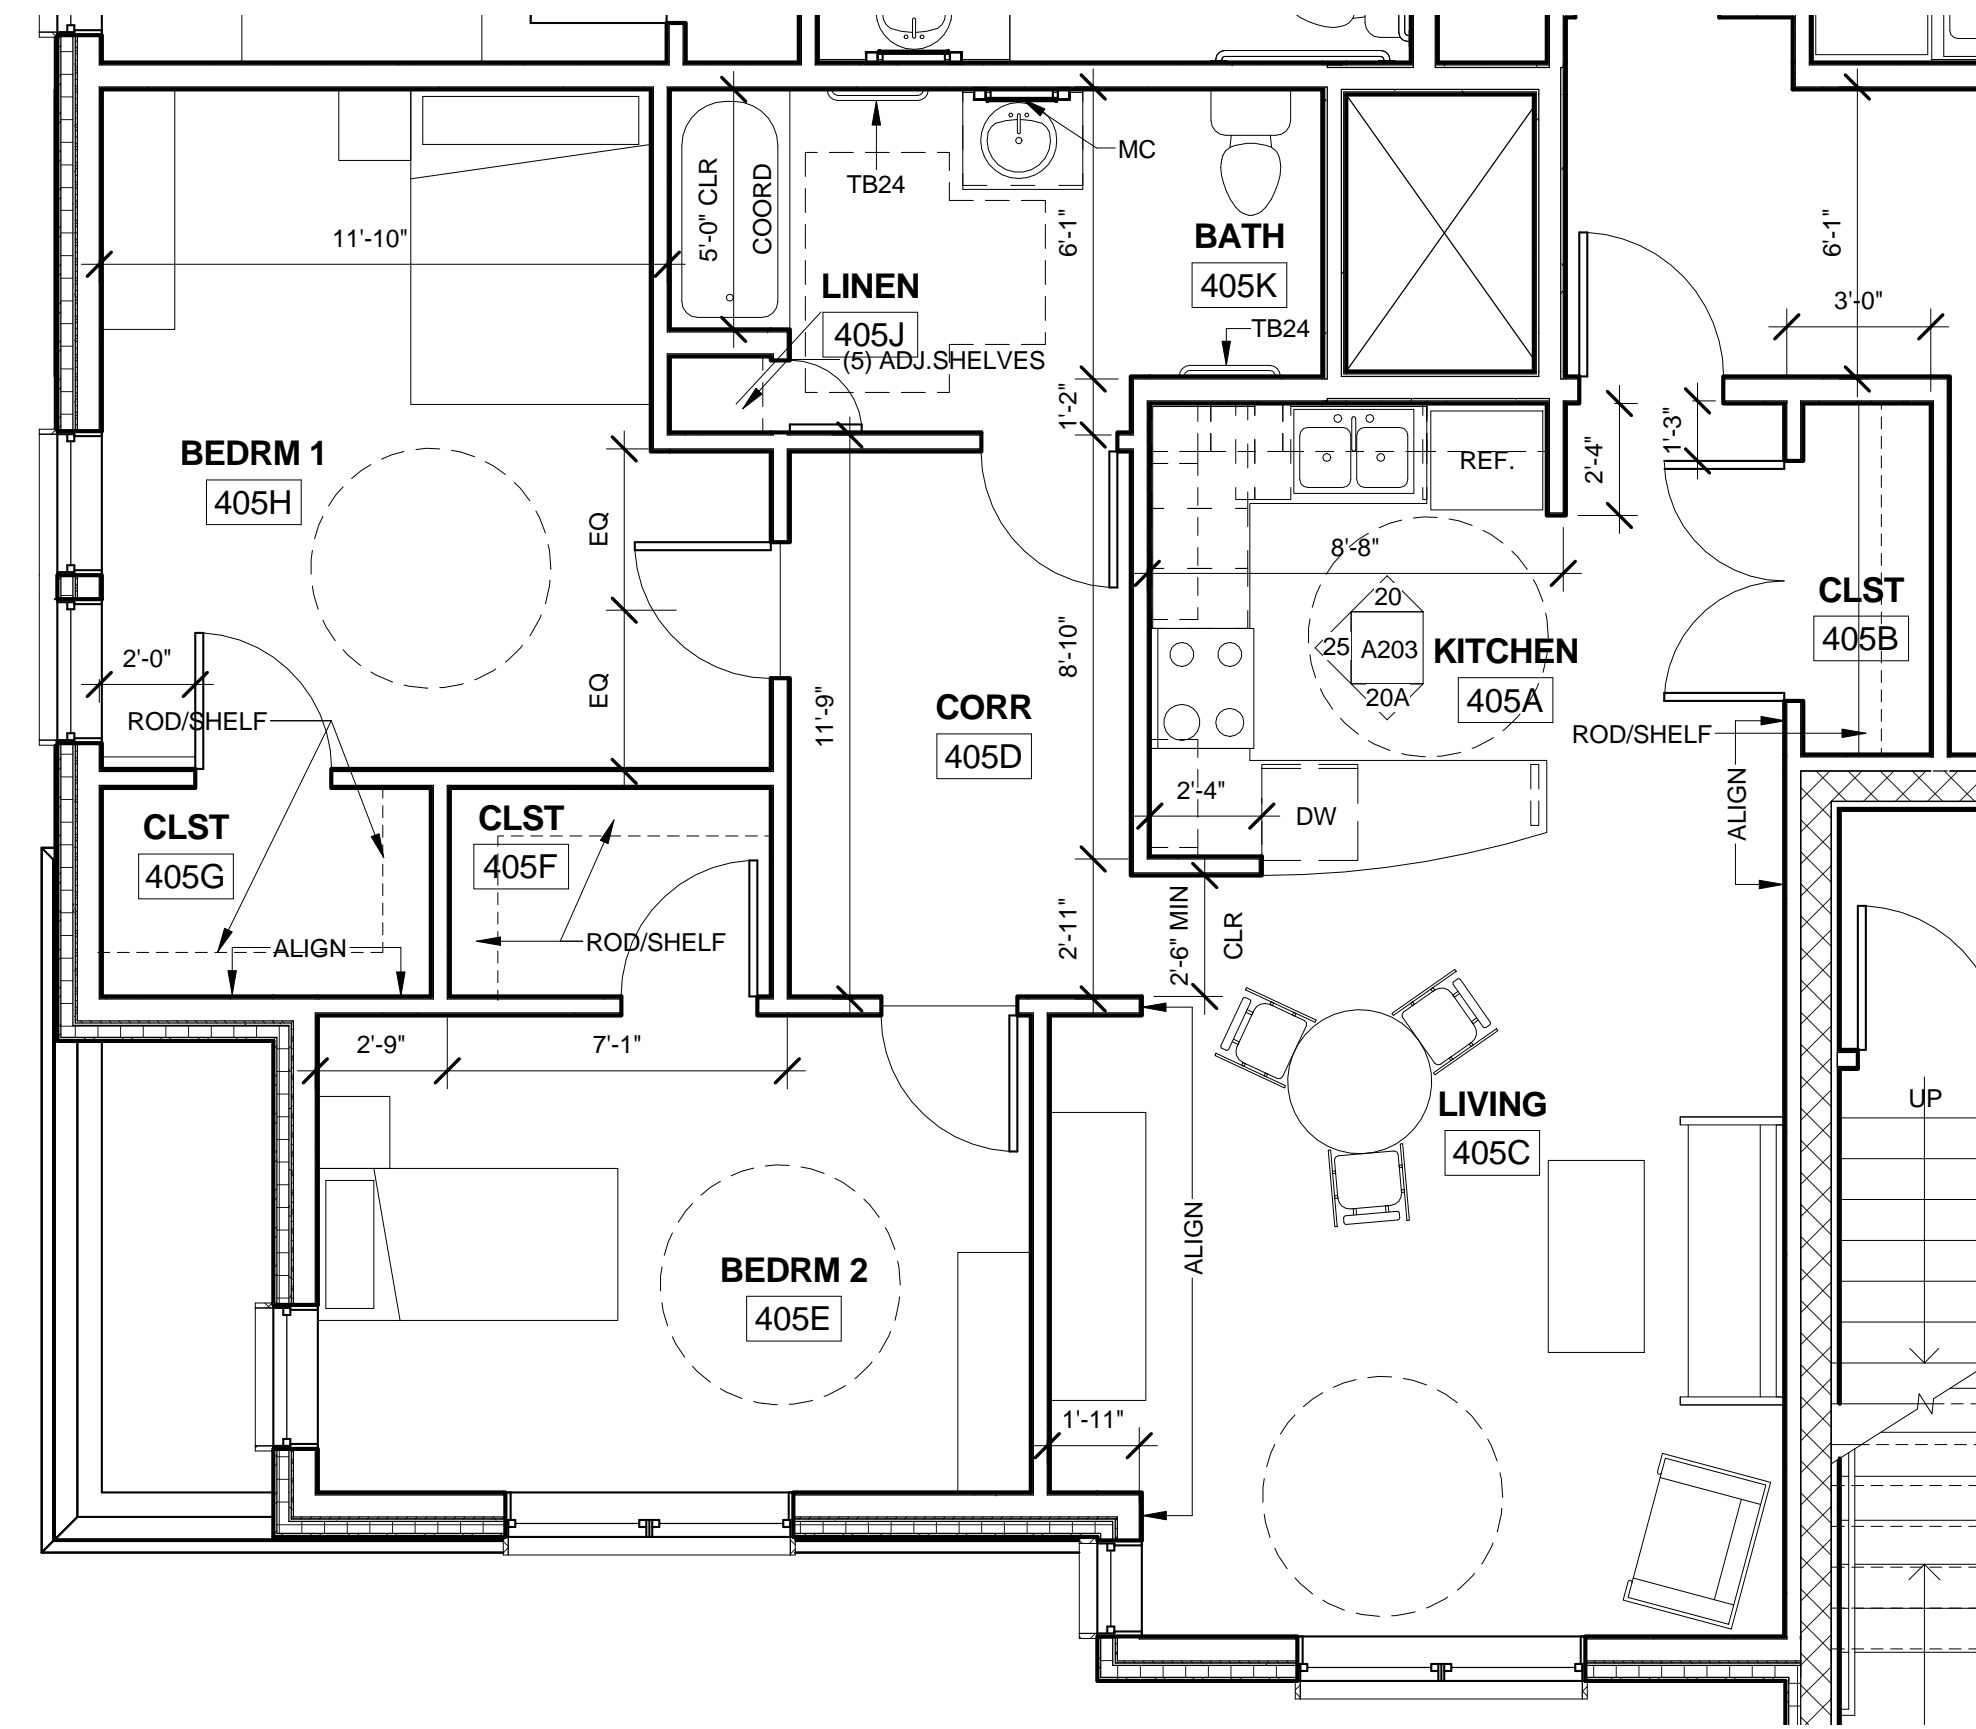 MC
TB24
5'-0" CLR
COORD
6'-1"
BATH
405K
6'-1"
11'-10"
LINEN
405J
(5) ADJ.SHELVES
TB24
3'-0"
1'-2"
1'-3"
2'-4"
BEDRM 1
405H
REF.
EQ
8'-8"
CLST
405B
20
25
A203
20A
KITCHEN
405A
8'-10"
2'-0"
EQ
ROD/SHELF
11'-9"
CORR
405D
ROD/SHELF
ALIGN
2'-4"
DW
CLST
405G
CLST
405F
ROD/SHELF
ALIGN
2'-11"
2'-6" MIN
CLR
2'-9"
7'-1"
LIVING
405C
UP
ALIGN
BEDRM 2
405E
1'-11"
N